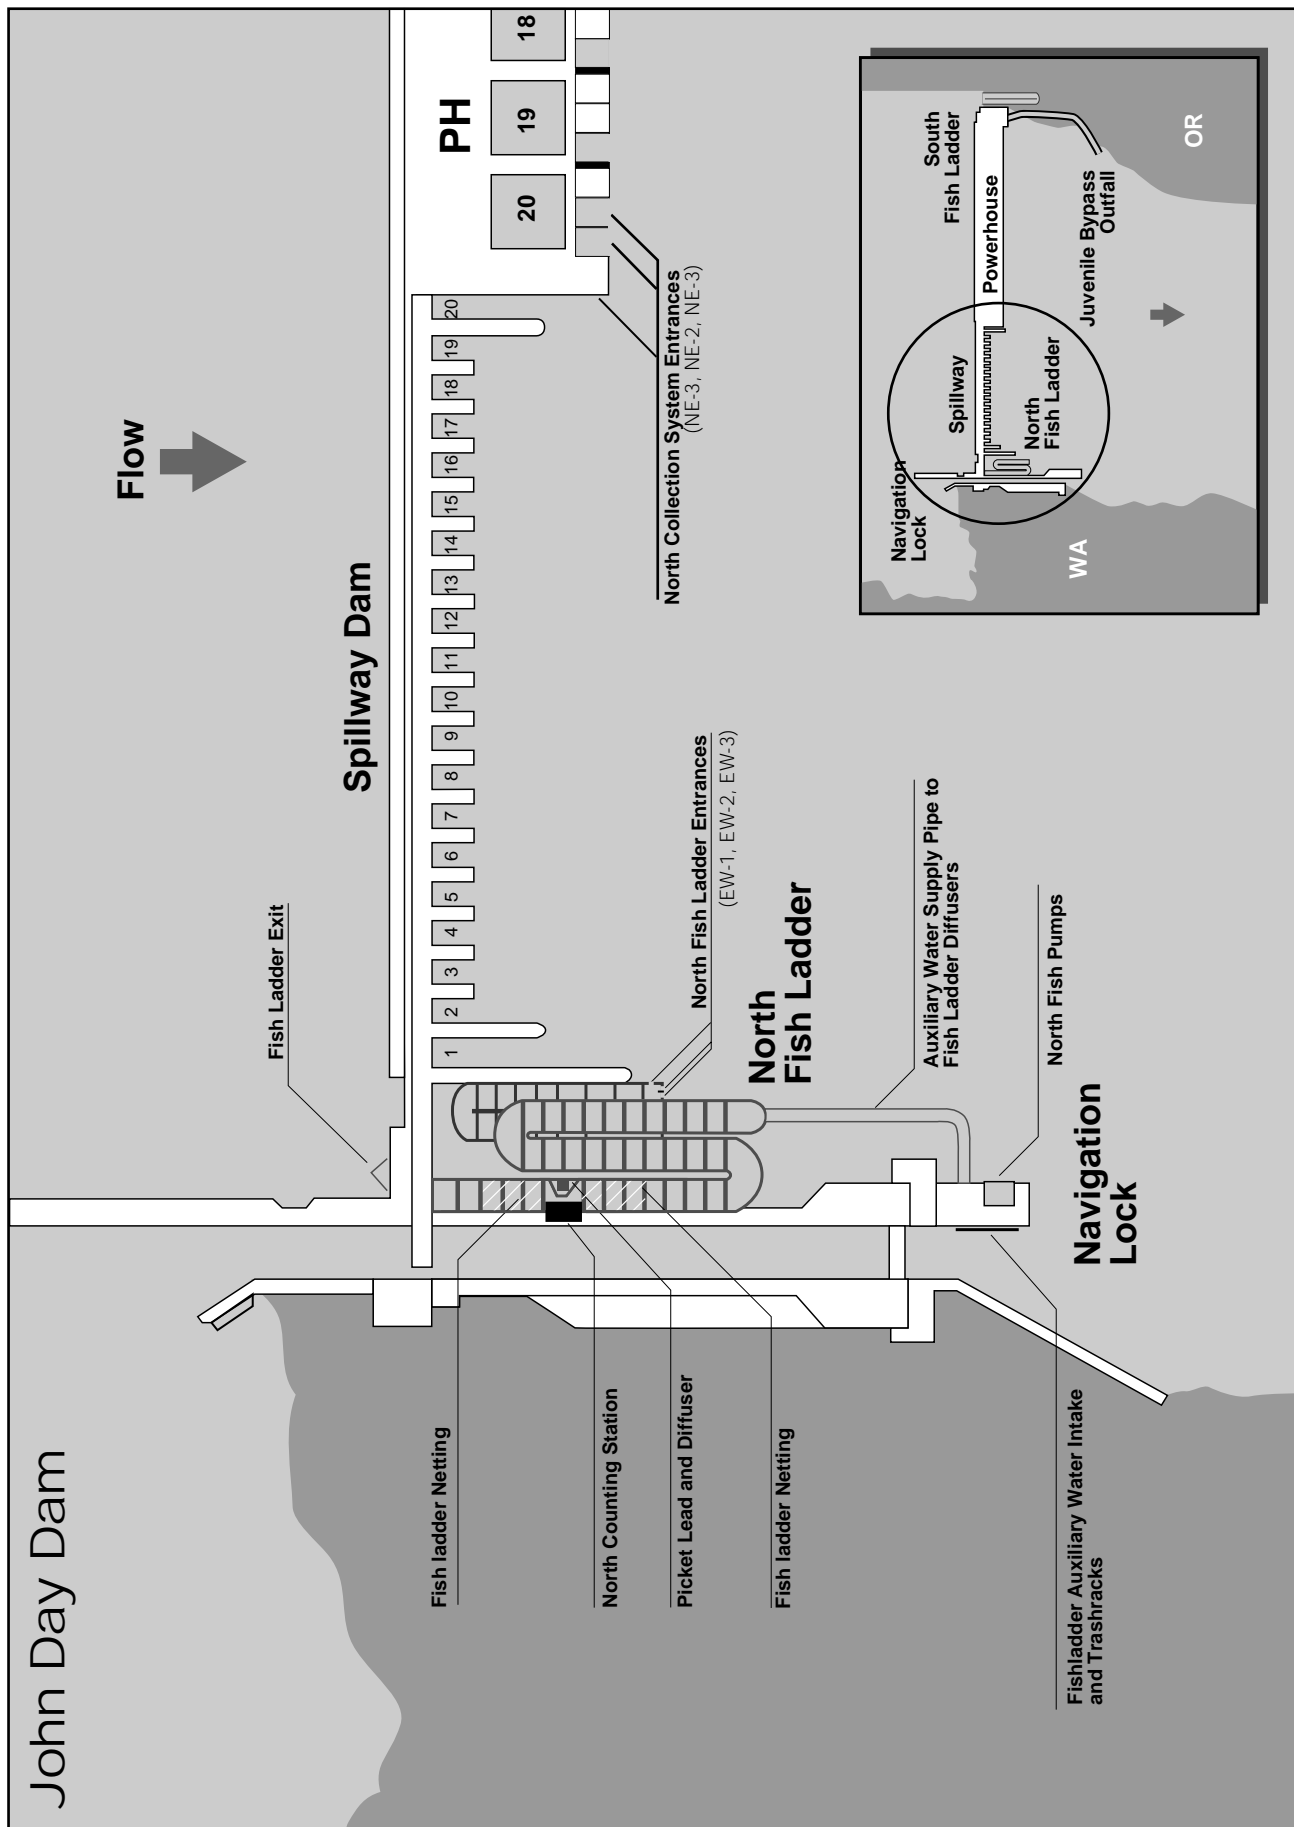 John Day Dam
Flow
PH
18
19
20
Spillway Dam
1
2
3
4
5
6
7
8
9
10
11
12
13
14
15
16
17
18
19
20
Fish Ladder Exit
North Collection System Entrances
(NE-3, NE-2, NE-3)
North Fish Ladder Entrances
(EW-1, EW-2, EW-3)
North
Fish Ladder
Auxiliary Water Supply Pipe to
Fish Ladder Diffusers
North Fish Pumps
Navigation
Lock
Fish ladder Netting
North Counting Station
Picket Lead and Diffuser
Fish ladder Netting
Fishladder Auxiliary Water Intake
and Trashracks
Navigation
Lock
Spillway
South
Fish Ladder
Powerhouse
North
Fish Ladder
Juvenile Bypass
Outfall
WA
OR